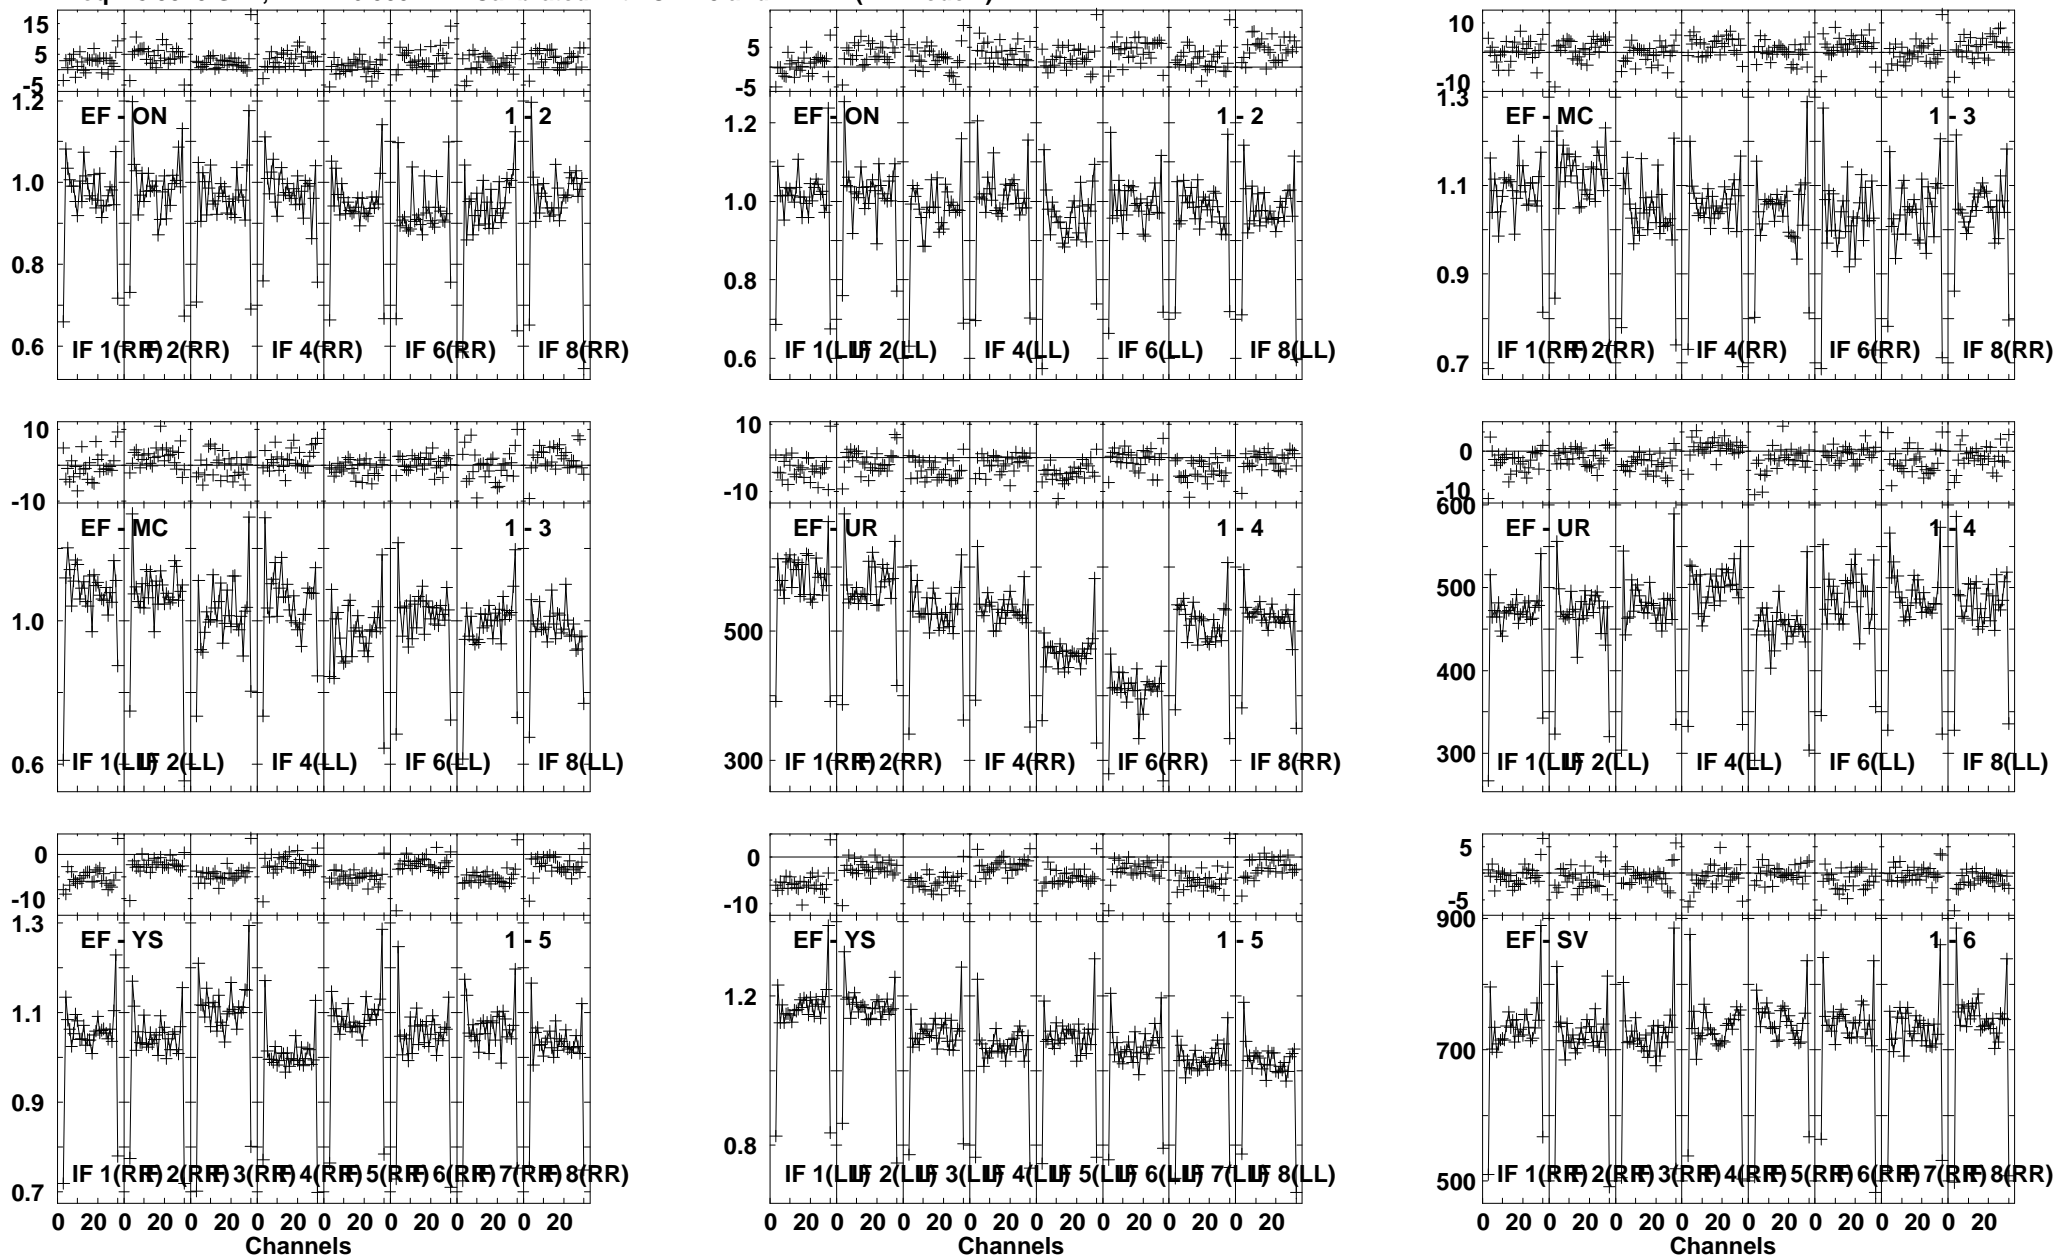 15
5
-5
1.2
1.0
0.8
0.6
EF - ON
1 - 2
IF 1(RR)
IF 2(RR)
IF 4(RR)
IF 6(RR)
IF 8(RR)
5
-5
1.2
1.0
0.8
0.6
EF - ON
1 - 2
IF 1(LL)
IF 2(LL)
IF 4(LL)
IF 6(LL)
IF 8(LL)
10
-10
1.3
1.1
0.9
0.7
EF - MC
1 - 3
IF 1(RR)
IF 2(RR)
IF 4(RR)
IF 6(RR)
IF 8(RR)
10
-10
1.0
0.6
EF - MC
1 - 3
IF 1(LL)
IF 2(LL)
IF 4(LL)
IF 6(LL)
IF 8(LL)
10
-10
500
300
EF - UR
1 - 4
IF 1(RR)
IF 2(RR)
IF 4(RR)
IF 6(RR)
IF 8(RR)
0
-10
600
500
400
300
EF - UR
1 - 4
IF 1(LL)
IF 2(LL)
IF 4(LL)
IF 6(LL)
IF 8(LL)
0
-10
1.3
1.1
0.9
0.7
EF - YS
1 - 5
IF 1(RR)
IF 2(RR)
IF 3(RR)
IF 4(RR)
IF 5(RR)
IF 6(RR)
IF 7(RR)
IF 8(RR)
0 20 0 20 0 20 0 20 0 20 0 20 0 20 0 20
Channels
0
-10
1.2
0.8
EF - YS
1 - 5
IF 1(LL)
IF 2(LL)
IF 3(LL)
IF 4(LL)
IF 5(LL)
IF 6(LL)
IF 7(LL)
IF 8(LL)
0 20 0 20 0 20 0 20 0 20 0 20 0 20 0 20
Channels
5
-5
900
700
500
EF - SV
1 - 6
IF 1(RR)
IF 2(RR)
IF 3(RR)
IF 4(RR)
IF 5(RR)
IF 6(RR)
IF 7(RR)
IF 8(RR)
0 20 0 20 0 20 0 20 0 20 0 20 0 20 0 20
Channels